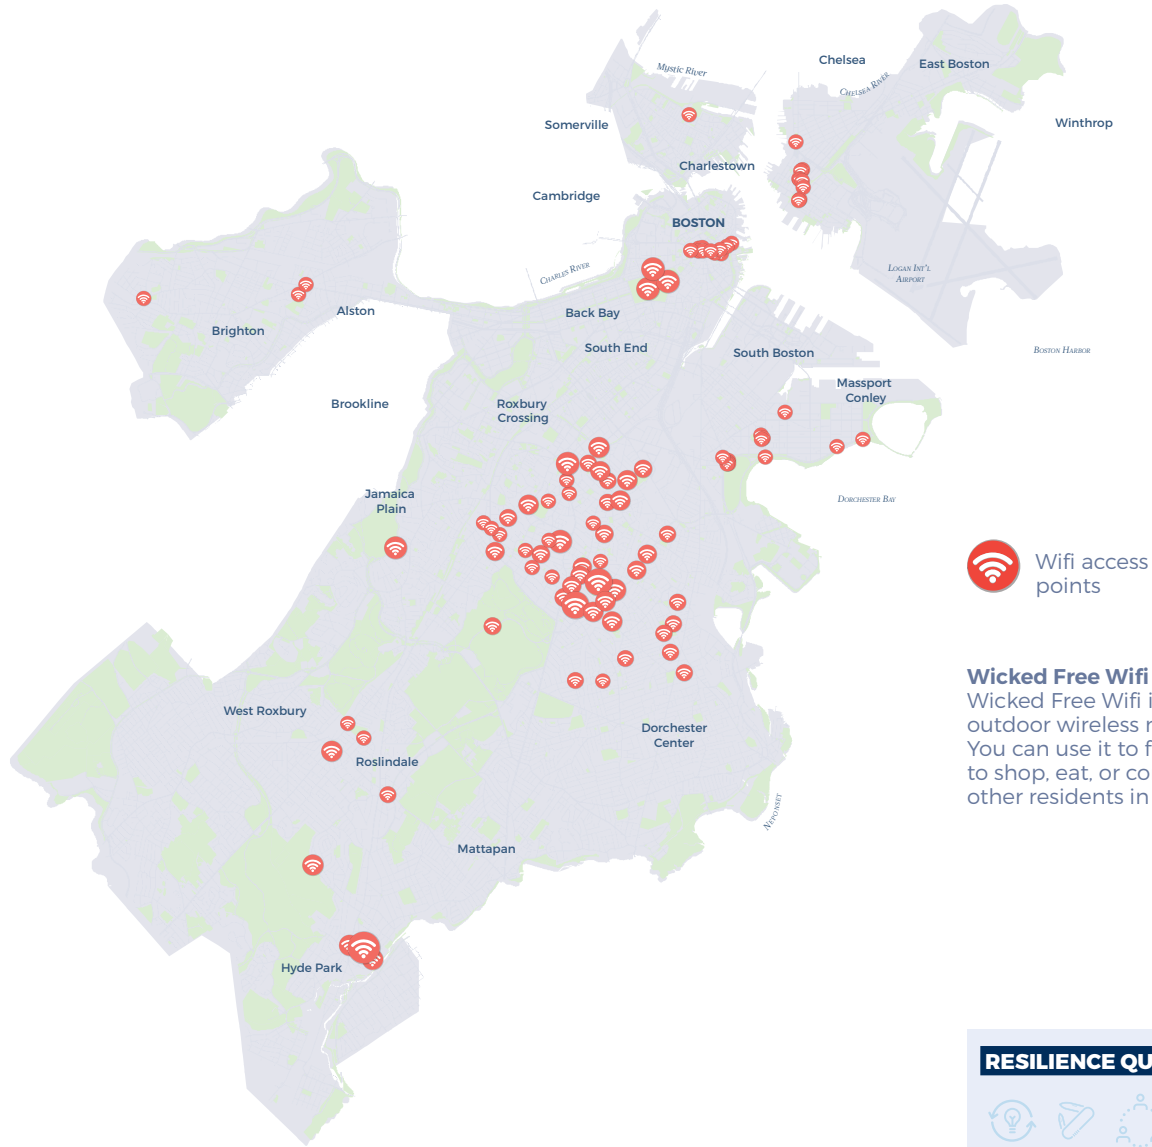 Chelsea
East Boston
Mystic River
Chelsea River
Somerville
Winthrop
Charlestown
Cambridge
BOSTON
Charles River
Logan Int'l
Airport
Alston
Back Bay
Brighton
South End
South Boston
Boston Harbor
Massport
Conley
Brookline
Roxbury
Crossing
Jamaica
Plain
Dorchester Bay
Wifi access
points
Wicked Free Wifi
Wicked Free Wifi i
outdoor wireless
You can use it to f
to shop, eat, or co
other residents in
West Roxbury
Dorchester
Center
Roslindale
Neponset
Mattapan
Hyde Park
RESILIENCE QU